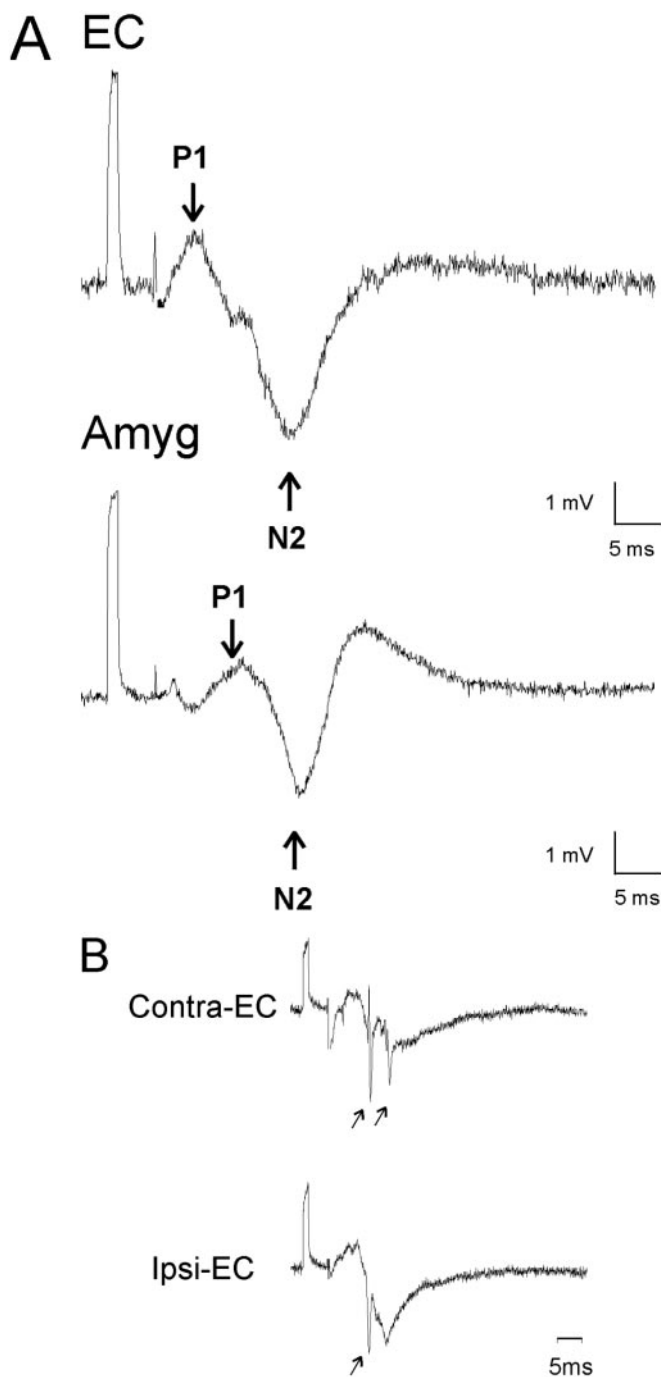 A EC
P1
N2
1 mV
5 ms
Amyg
P1
N2
1 mV
5 ms
B
Contra-EC
Ipsi-EC
5ms